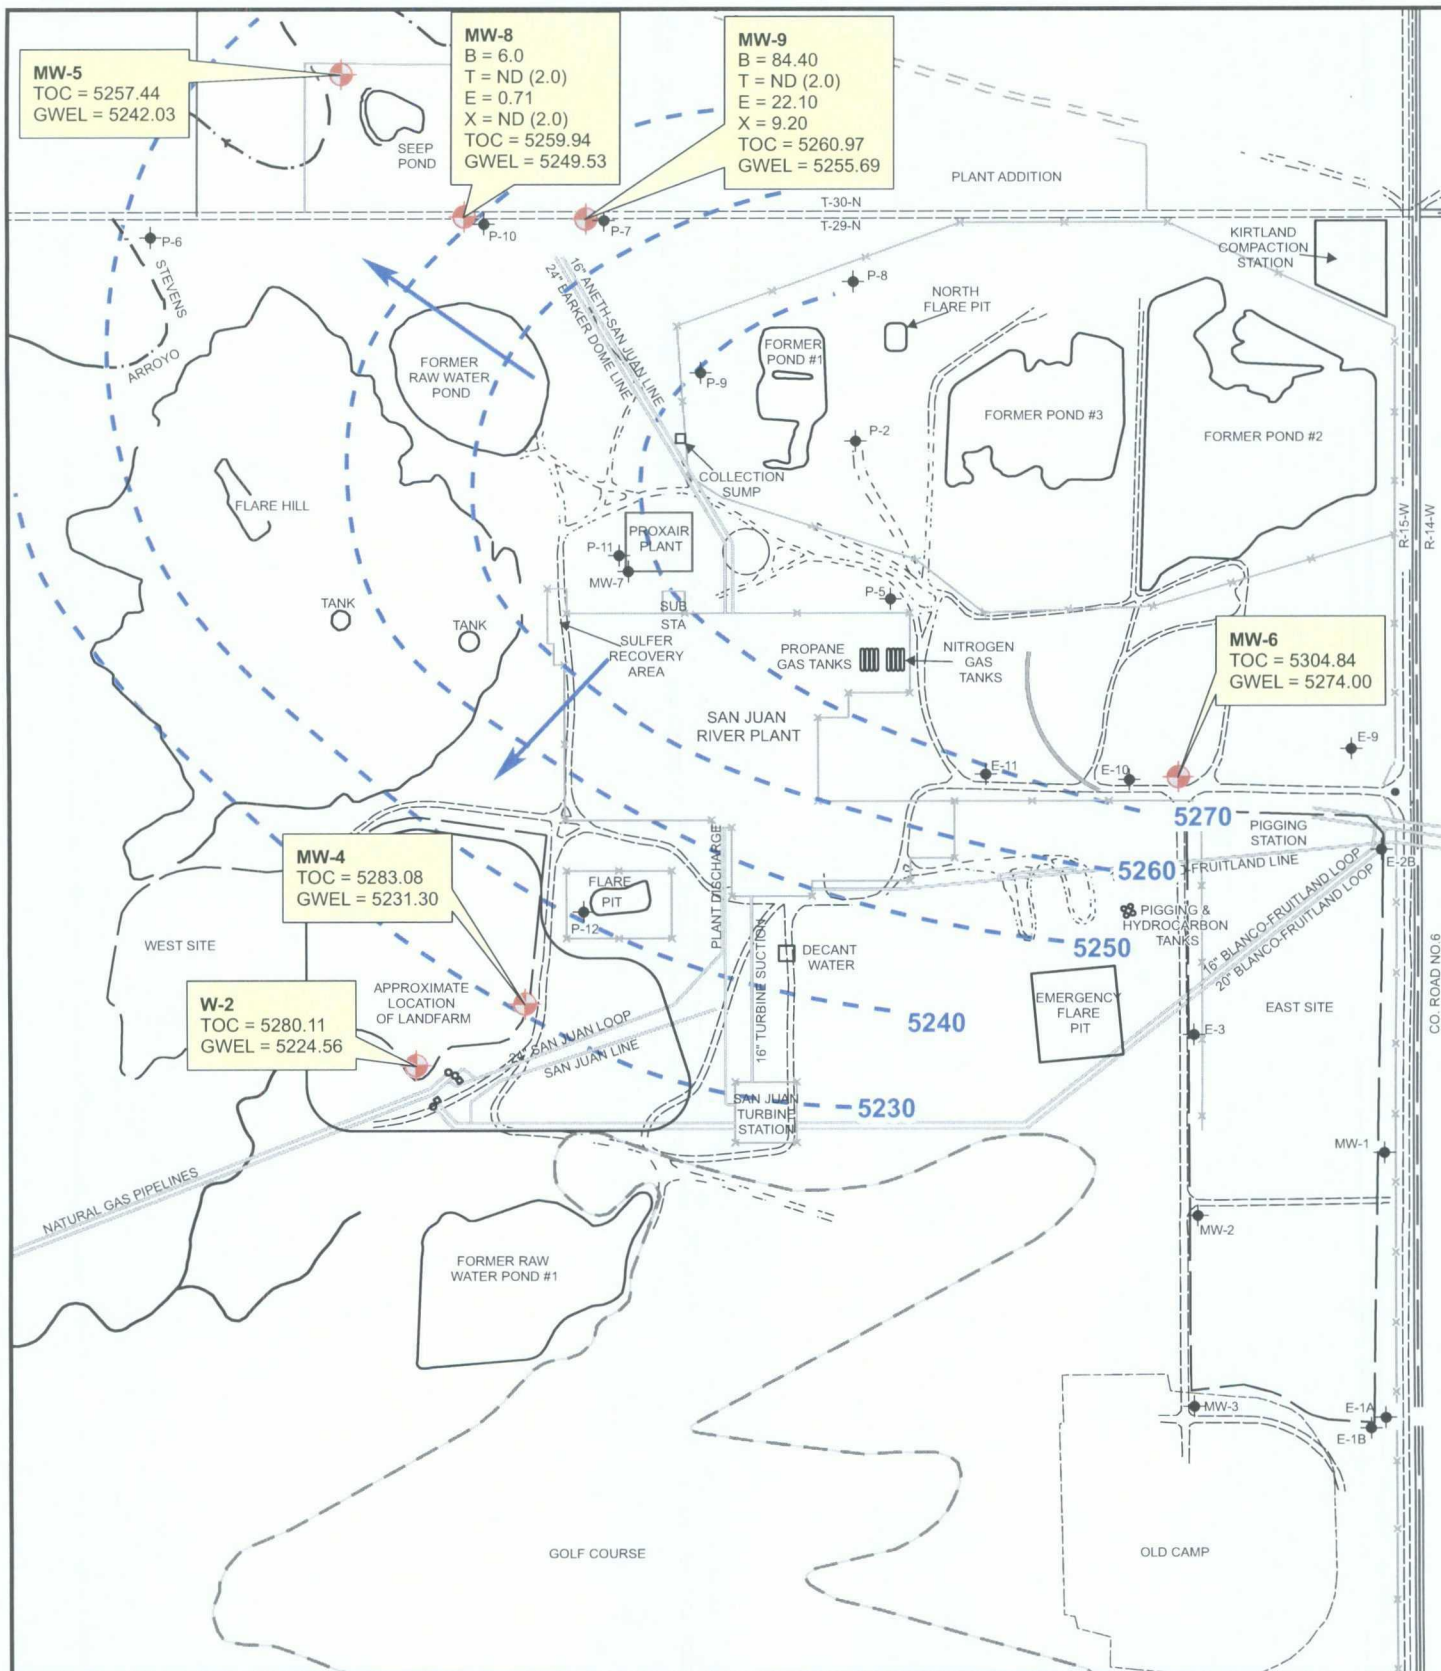 MW-5
TOC = 5257.44
GWEL = 5242.03
MW-8
B = 6.0
T = ND (2.0)
E = 0.71
X = ND (2.0)
TOC = 5259.94
GWEL = 5249.53
MW-9
B = 84.40
T = ND (2.0)
E = 22.10
X = 9.20
TOC = 5260.97
GWEL = 5255.69
SEEP
POND
PLANT ADDITION
T-30-N
T-29-N
P-6
P-10
P-7
STEVENS
ARROYO
16" ANETH-SAN JUAN LINE
24" BARKER DOME LINE
P-8
KIRTLAND
COMPACTION
STATION
NORTH
FLARE PIT
FORMER
RAW WATER
POND
FORMER
POND #1
P-9
P-2
FORMER POND #3
FORMER POND #2
COLLECTION
SUMP
FLARE HILL
PROXAIR
PLANT
P-11
MW-7
R-15-W
R-14-W
P-5
SUB
STA
TANK
TANK
SULFER
RECOVERY
AREA
PROPANE
GAS TANKS
NITROGEN
GAS
TANKS
MW-6
TOC = 5304.84
GWEL = 5274.00
SAN JUAN
RIVER PLANT
E-9
E-11
E-10
5270
PIGGING
STATION
E-2B
FRUITLAND LINE
5260
MW-4
TOC = 5283.08
GWEL = 5231.30
FLARE
PIT
P-12
PLANT DISCHARGE
PIGGING &
HYDROCARBON
TANKS
16" BLANCO-FRUITLAND LOOP
20" BLANCO-FRUITLAND LOOP
WEST SITE
5250
DECANT
WATER
16" TURBINE SUCTION
CO. ROAD NO.6
APPROXIMATE
LOCATION
OF LANDFARM
W-2
TOC = 5280.11
GWEL = 5224.56
EMERGENCY
FLARE
PIT
EAST SITE
5240
E-3
24" SAN JUAN LOOP
SAN JUAN LINE
5230
SAN JUAN
TURBINE
STATION
MW-1
NATURAL GAS PIPELINES
MW-2
FORMER RAW
WATER POND #1
MW-3
E-1A
E-1B
GOLF COURSE
OLD CAMP